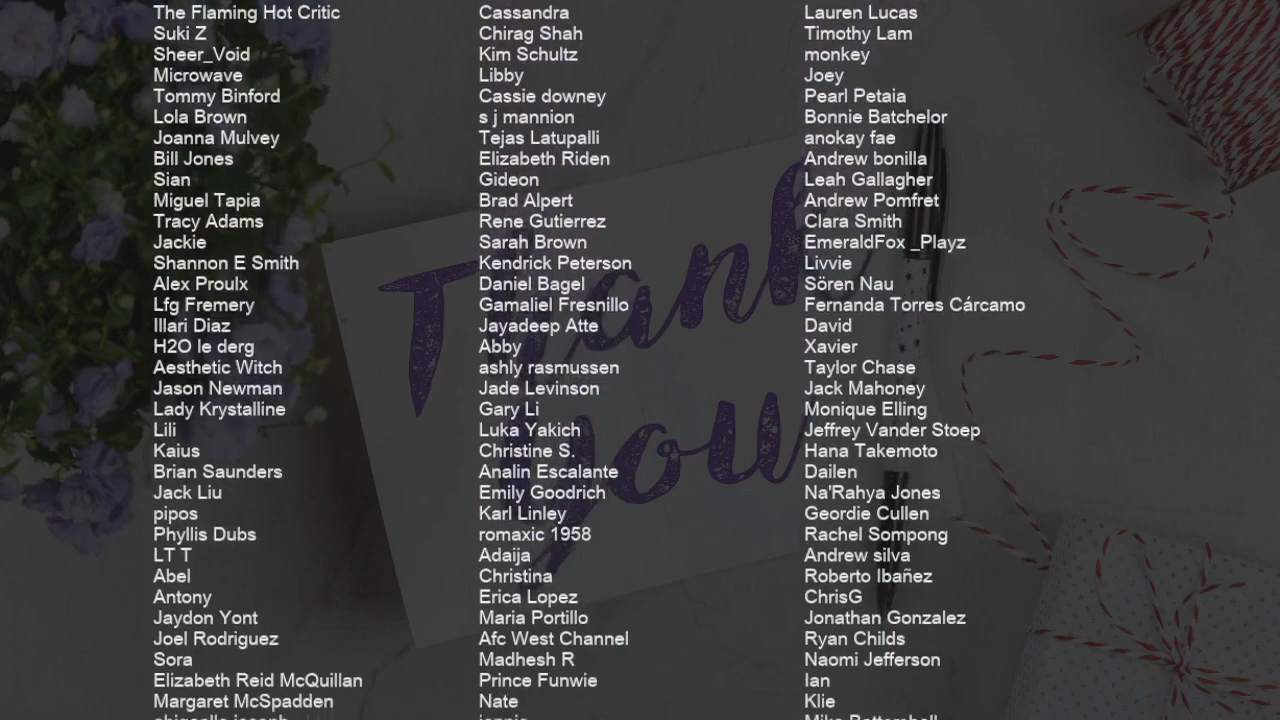 The Flaming Hot Critic
Suki Z
Sheer_Void
Microwave
Tommy Binford
Lola Brown
Joanna Mulvey
Bill Jones
Sian
Miguel Tapia
Tracy Adams
Jackie
Shannon E Smith
Alex Proulx
Lfg Fremery
Illari Diaz
H2O le derg
Aesthetic Witch
Jason Newman
Lady Krystalline
Lili
Kaius
Brian Saunders
Jack Liu
pipos
Phyllis Dubs
LT T
Abel
Antony
Jaydon Yont
Joel Rodriguez
Sora
Elizabeth Reid McQuillan
Margaret McSpadden
Cassandra
Chirag Shah
Kim Schultz
Libby
Cassie downey
s j mannion
Tejas Latupalli
Elizabeth Riden
Gideon
Brad Alpert
Rene Gutierrez
Sarah Brown
Kendrick Peterson
Daniel Bagel
Gamaliel Fresnillo
Jayadeep Atte
Abby
ashly rasmussen
Jade Levinson
Gary Li
Luka Yakich
Christine S.
Analin Escalante
Emily Goodrich
Karl Linley
romaxic 1958
Adaija
Christina
Erica Lopez
Maria Portillo
Afc West Channel
Madhesh R
Prince Funwie
Nate
Lauren Lucas
Timothy Lam
monkey
Joey
Pearl Petaia
Bonnie Batchelor
anokay fae
Andrew bonilla
Leah Gallagher
Andrew Pomfret
Clara Smith
EmeraldFox _Playz
Livvie
Sören Nau
Fernanda Torres Cárcamo
David
Xavier
Taylor Chase
Jack Mahoney
Monique Elling
Jeffrey Vander Stoep
Hana Takemoto
Dailen
Na'Rahya Jones
Geordie Cullen
Rachel Sompong
Andrew silva
Roberto Ibañez
ChrisG
Jonathan Gonzalez
Ryan Childs
Naomi Jefferson
Ian
Klie
Thank
you